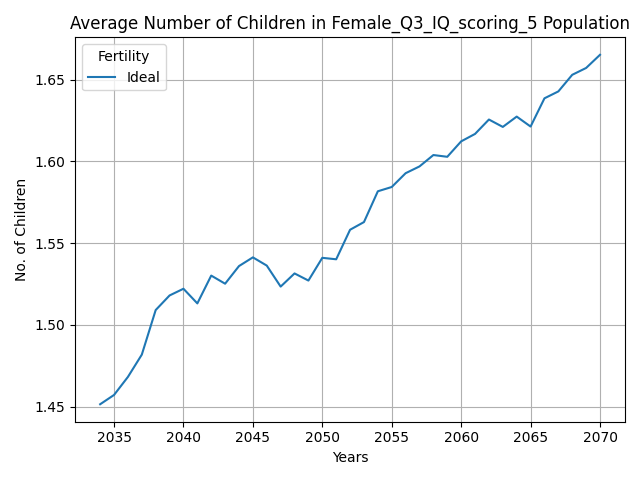 Average Number of Children in Female_Q3_IQ_scoring_5 Population
Fertility
Ideal
No. of Children
1.65
1.60
1.55
1.50
1.45
2035 2040 2045 2050 2055 2060 2065 2070
Years